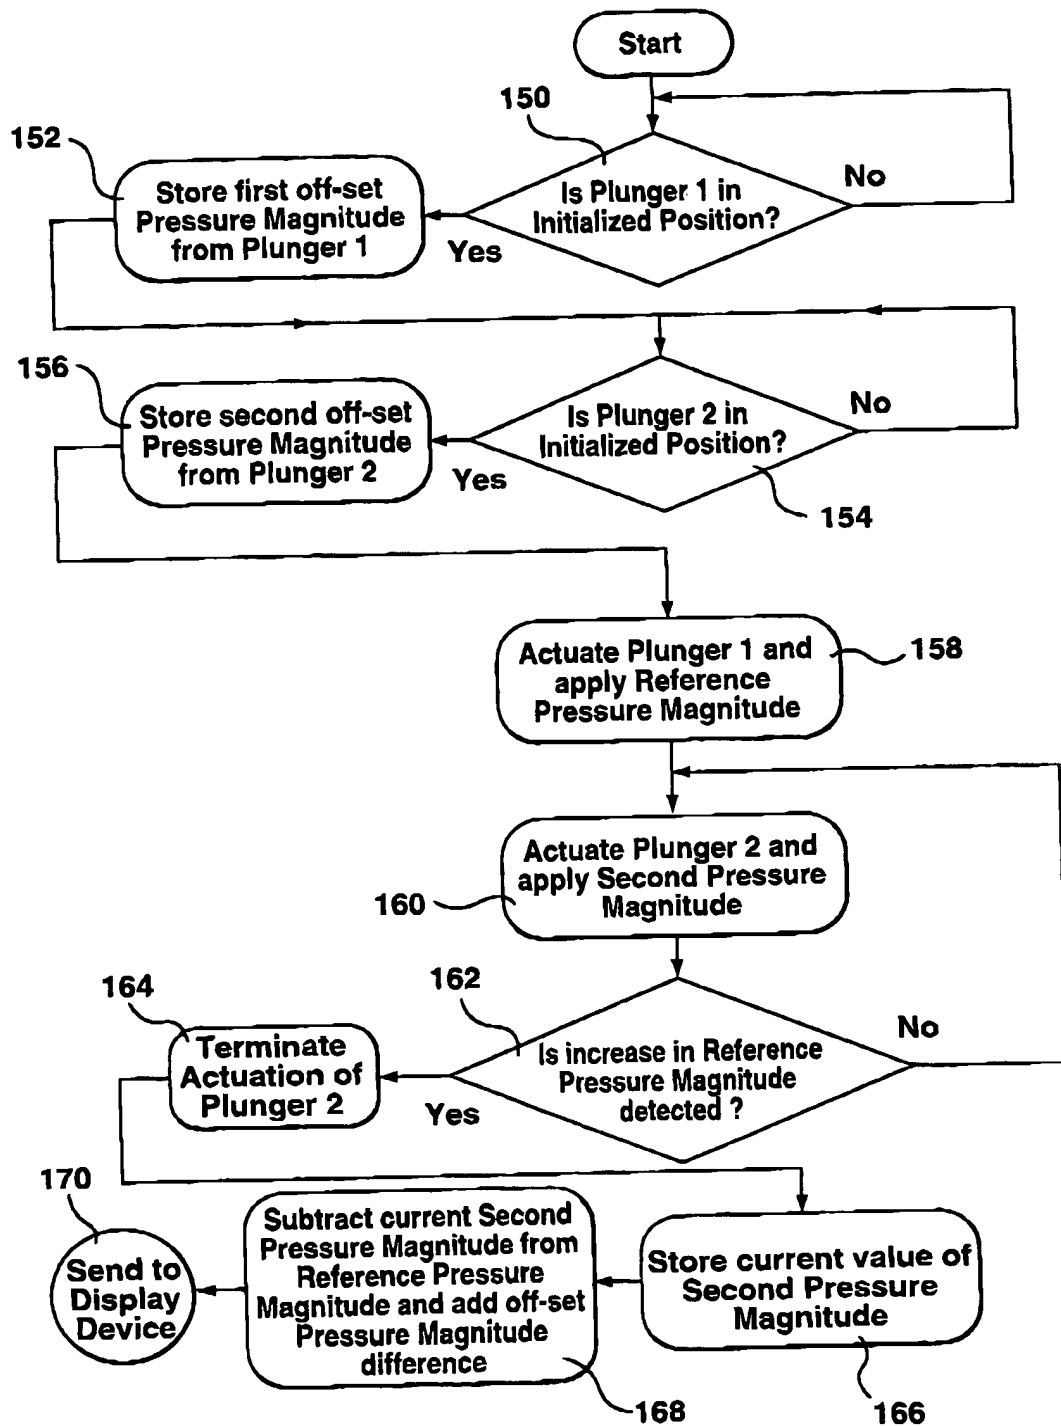 Start
150
152
Is Plunger 1 in
Initialized Position?
No
Yes
Store first off-set
Pressure Magnitude
from Plunger 1
156
Is Plunger 2 in
Initialized Position?
No
Yes
154
Store second off-set
Pressure Magnitude
from Plunger 2
Actuate Plunger 1 and
apply Reference
Pressure Magnitude
158
Actuate Plunger 2 and
apply Second Pressure
Magnitude
160
162
Is increase in Reference
Pressure Magnitude
detected ?
No
Yes
164
Terminate
Actuation of
Plunger 2
Store current value of
Second Pressure
Magnitude
166
Subtract current Second
Pressure Magnitude from
Reference Pressure
Magnitude and add off-set
Pressure Magnitude
difference
168
170
Send to
Display
Device